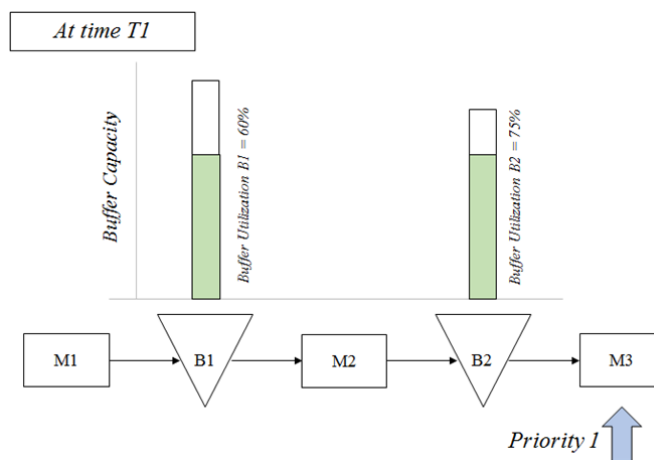 At time T1
Buffer Capacity
Buffer Utilization B1 = 60%
Buffer Utilization B2 = 75%
M1
B1
M2
B2
M3
Priority 1